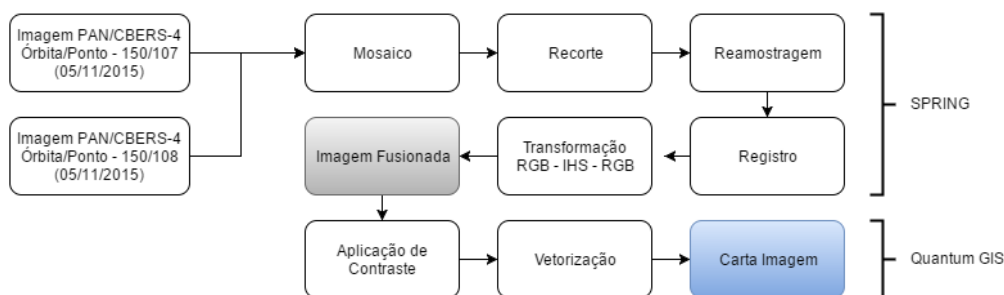 Imagem PAN/CBERS-4
Órbita/Ponto - 150/107
(05/11/2015)
Mosaico
Recorte
Reamostragem
SPRING
Imagem PAN/CBERS-4
Órbita/Ponto - 150/108
(05/11/2015)
Imagem Fusionada
Transformação
RGB - IHS - RGB
Registro
Aplicação de
Contraste
Vetorização
Carta Imagem
Quantum GIS